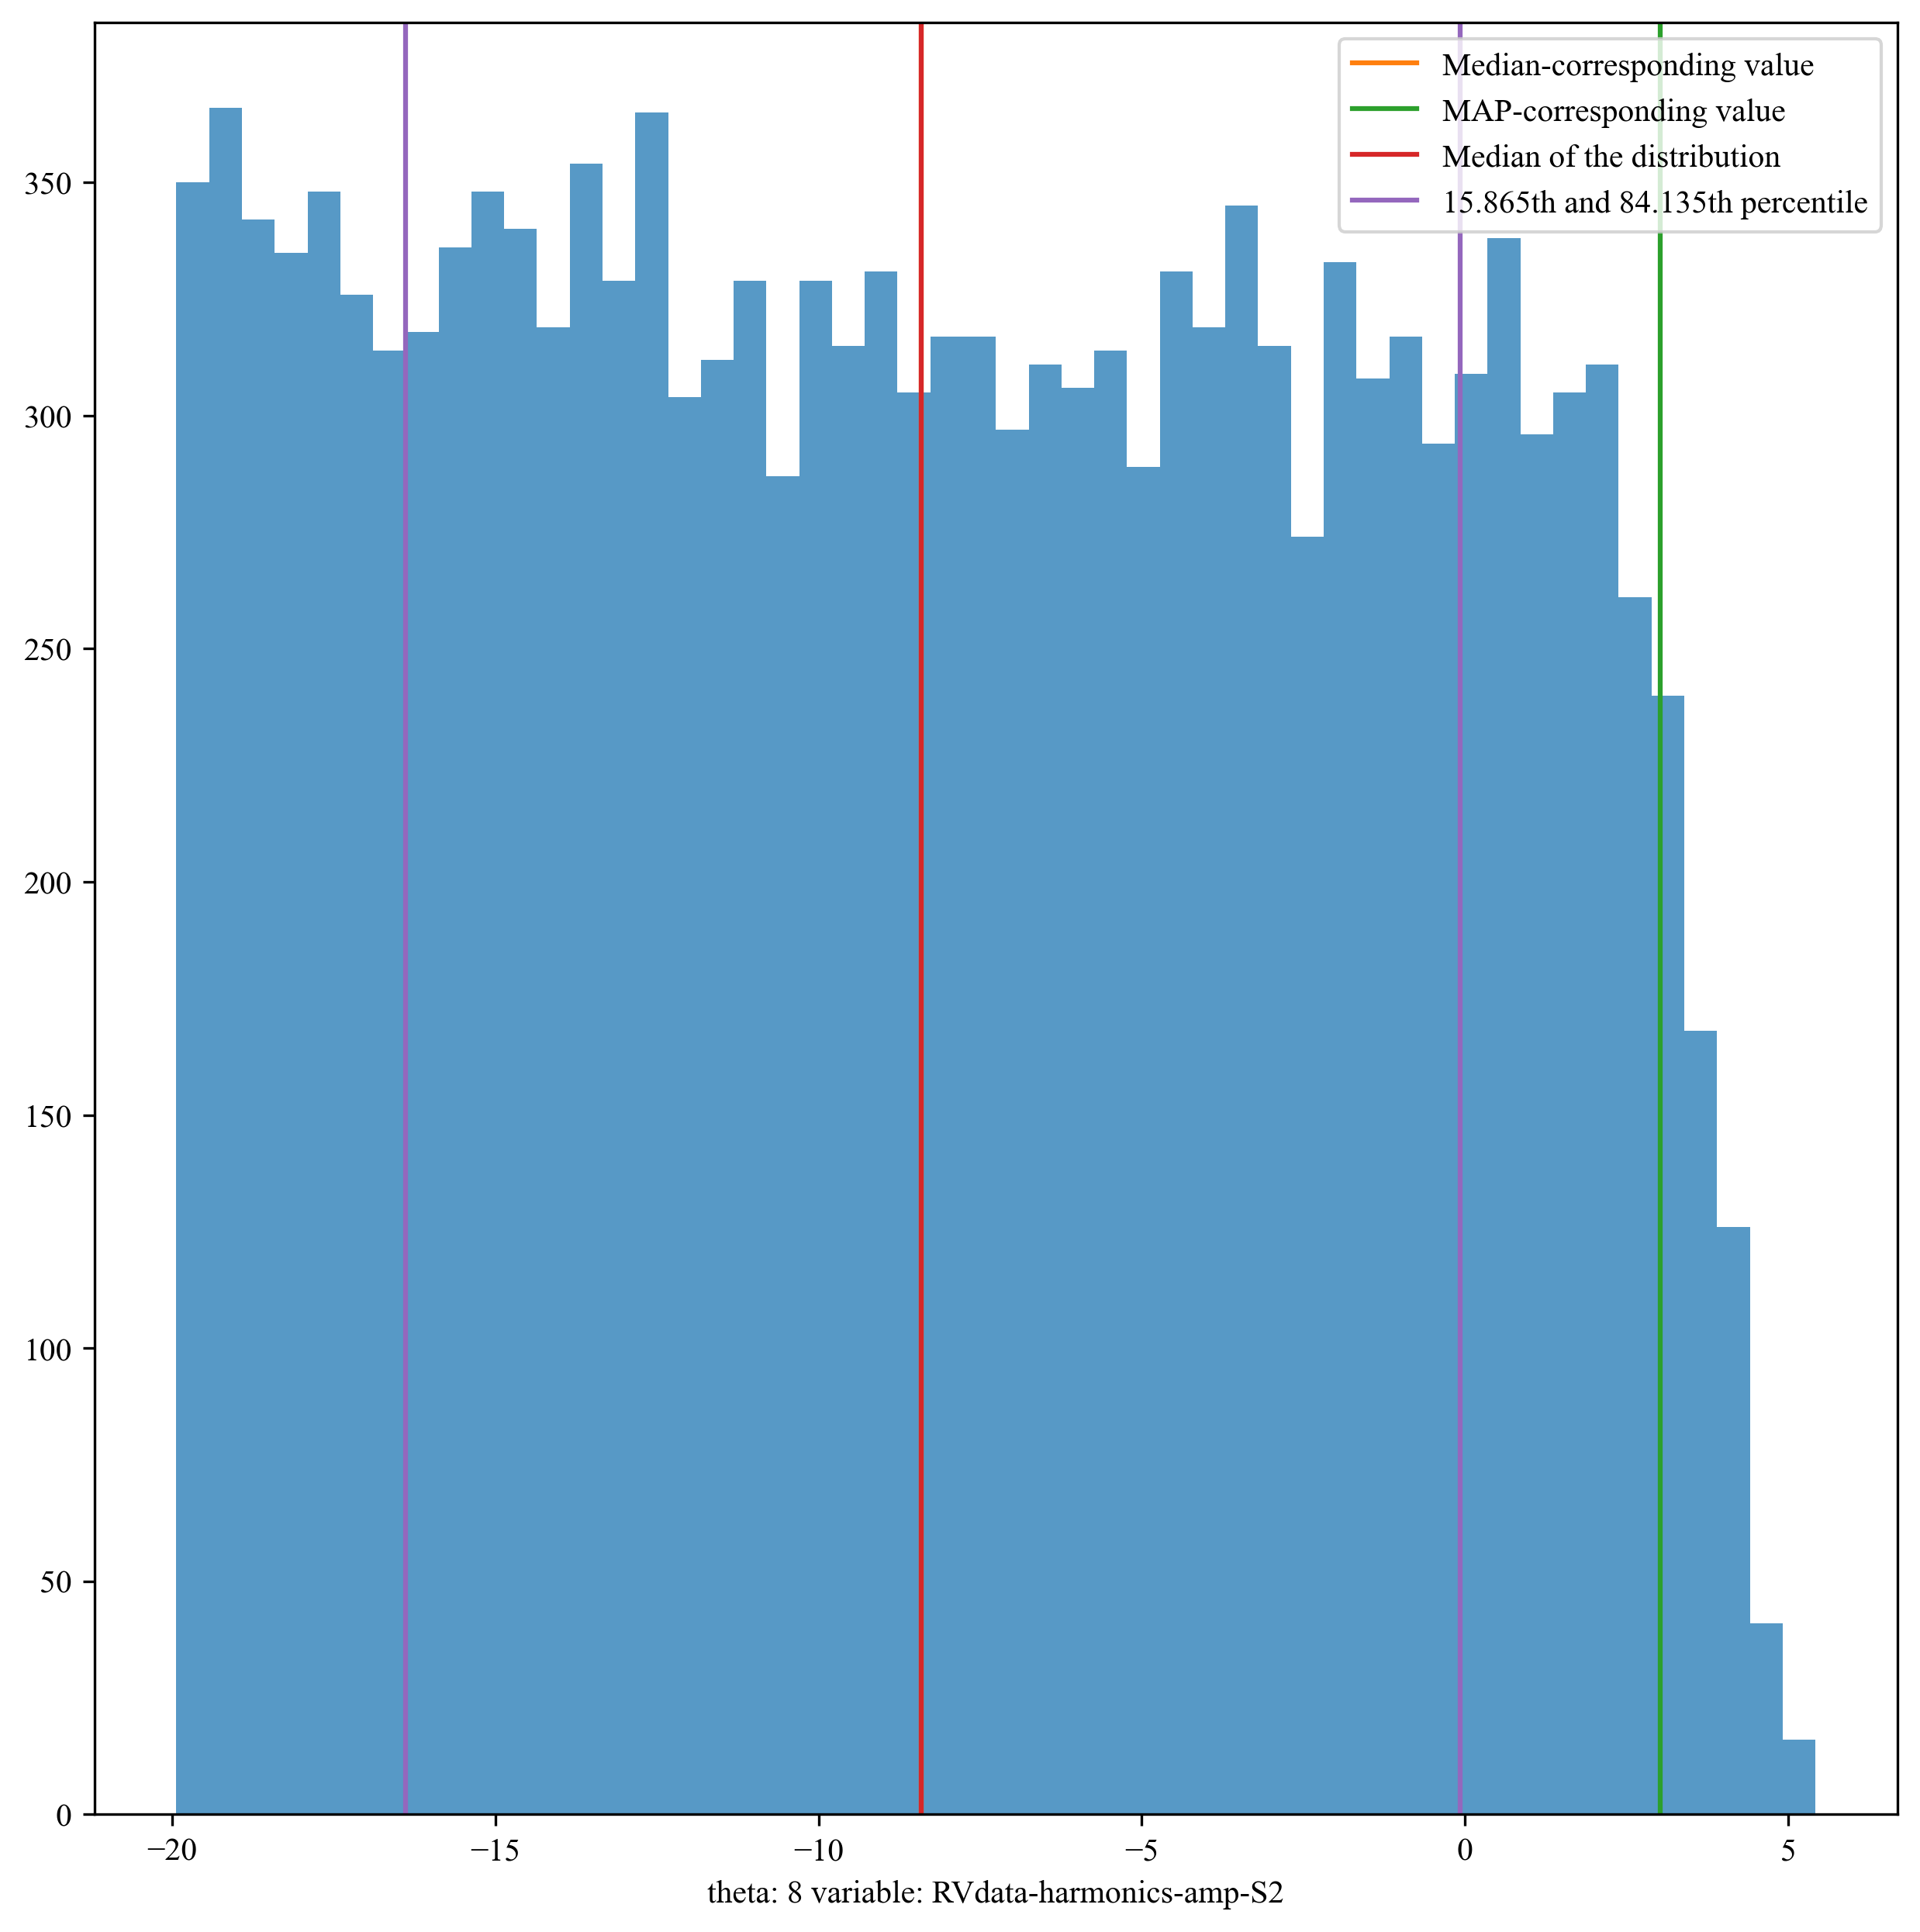 Median-corresponding value
MAP-corresponding value
Median of the distribution
15.865th and 84.135th percentile
350
300
250
200
150
100
50
0
−20 −15 −10 −5 0 5
theta: 8 variable: RVdata-harmonics-amp-S2